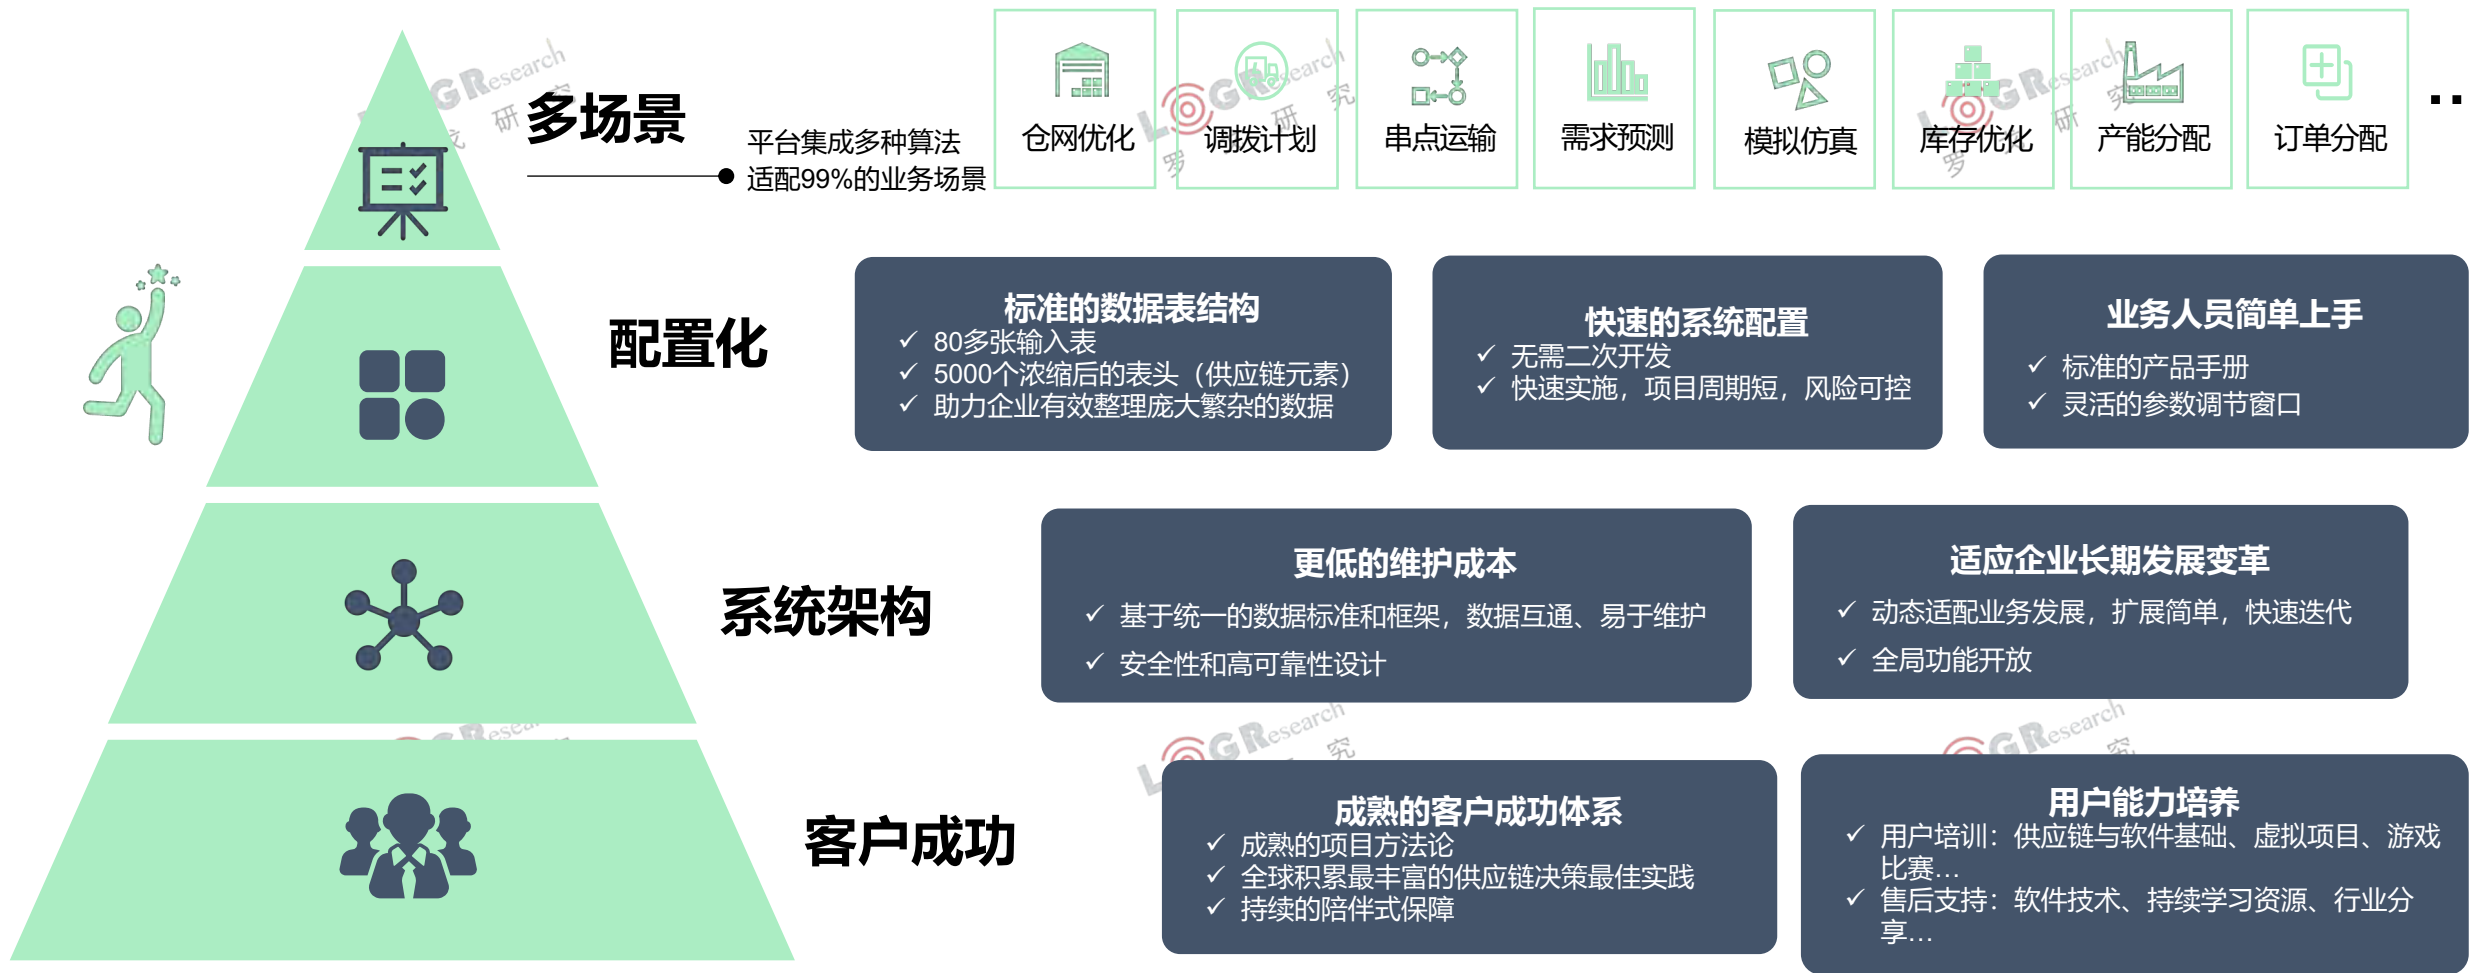 多场景
平台集成多种算法
适配99%的业务场景
仓网优化
调拨计划
串点运输
需求预测
模拟仿真
库存优化
产能分配
订单分配
..
配置化
标准的数据表结构
✓ 80多张输入表
✓ 5000个浓缩后的表头（供应链元素）
✓ 助力企业有效整理庞大繁杂的数据
快速的系统配置
✓ 无需二次开发
✓ 快速实施，项目周期短，风险可控
业务人员简单上手
✓ 标准的产品手册
✓ 灵活的参数调节窗口
系统架构
更低的维护成本
✓ 基于统一的数据标准和框架，数据互通、易于维护
✓ 安全性和高可靠性设计
适应企业长期发展变革
✓ 动态适配业务发展，扩展简单，快速迭代
✓ 全局功能开放
客户成功
成熟的客户成功体系
✓ 成熟的项目方法论
✓ 全球积累最丰富的供应链决策最佳实践
✓ 持续的陪伴式保障
用户能力培养
✓ 用户培训：供应链与软件基础、虚拟项目、游戏
比赛…
✓ 售后支持：软件技术、持续学习资源、行业分
享…